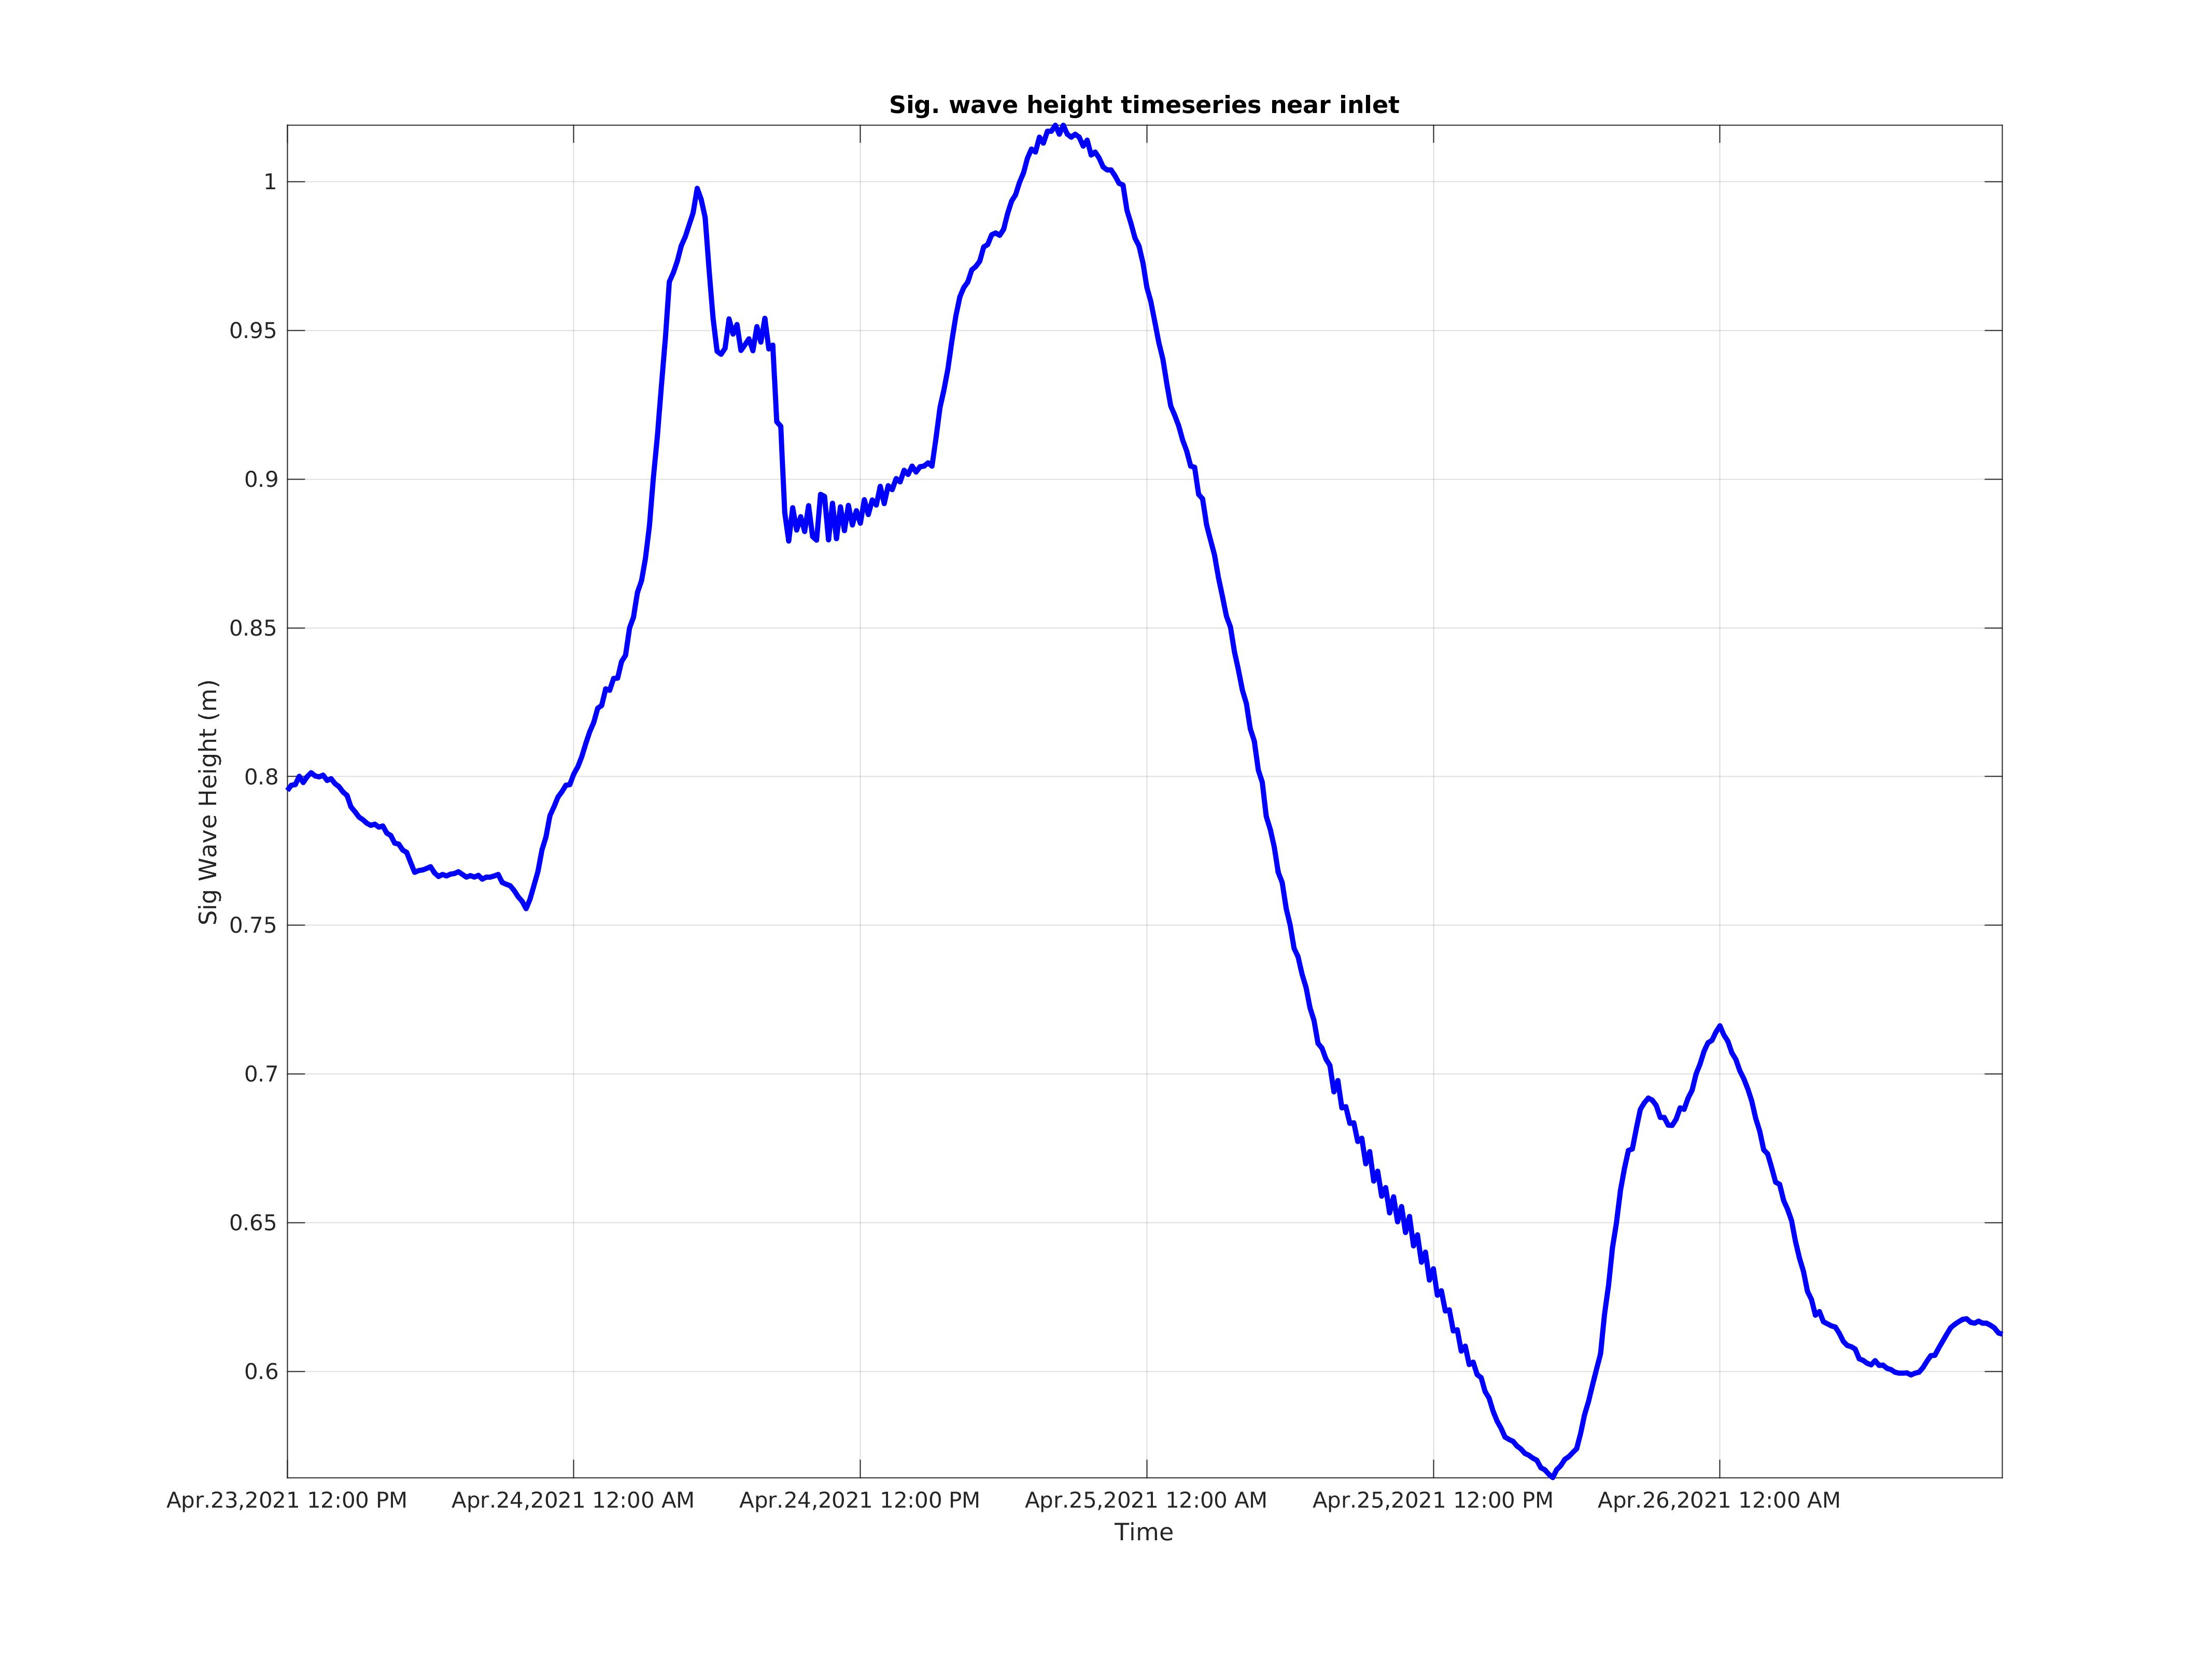 Sig. wave height timeseries near inlet
1
0.95
0.9
0.85
0.8
0.75
0.7
0.65
0.6
Sig Wave Height (m)
Apr.23,2021 12:00 PM
Apr.24,2021 12:00 AM
Apr.24,2021 12:00 PM
Apr.25,2021 12:00 AM
Apr.25,2021 12:00 PM
Apr.26,2021 12:00 AM
Time